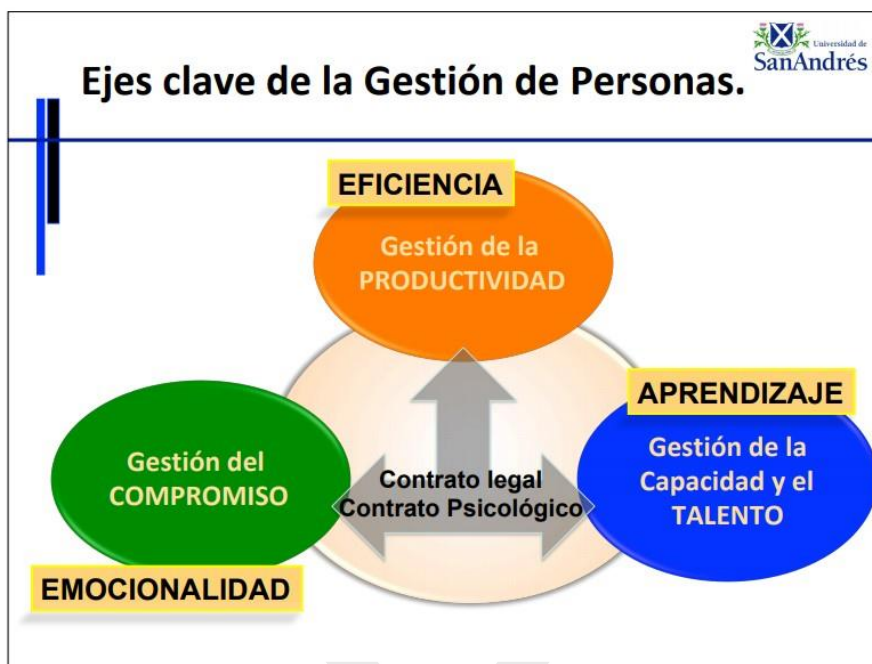 Universidad de
SanAndrés
Ejes clave de la Gestión de Personas.
EFICIENCIA
Gestión de la
PRODUCTIVIDAD
APRENDIZAJE
Gestión de la
Capacidad y el
TALENTO
Gestión del
COMPROMISO
Contrato legal
Contrato Psicológico
EMOCIONALIDAD